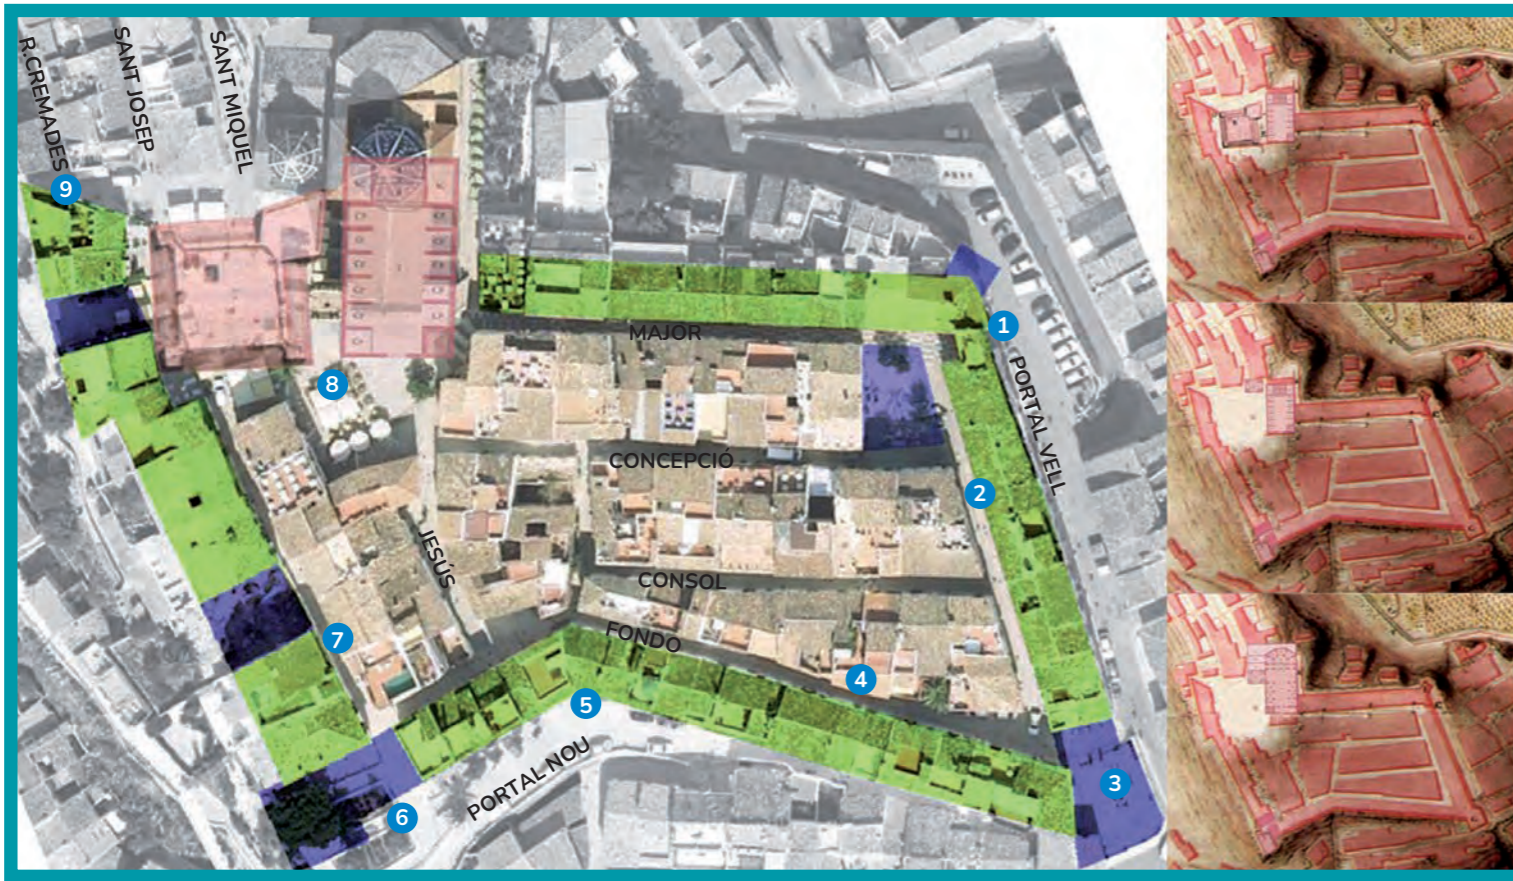 R.CREMADES
SANT JOSEP
SANT MIQUEL
9
1
MAJOR
PORTAL VELL
8
CONCEPCIÓ
2
JESÚS
CONSOL
7
FONDO
4
5
PORTAL NOU
3
6